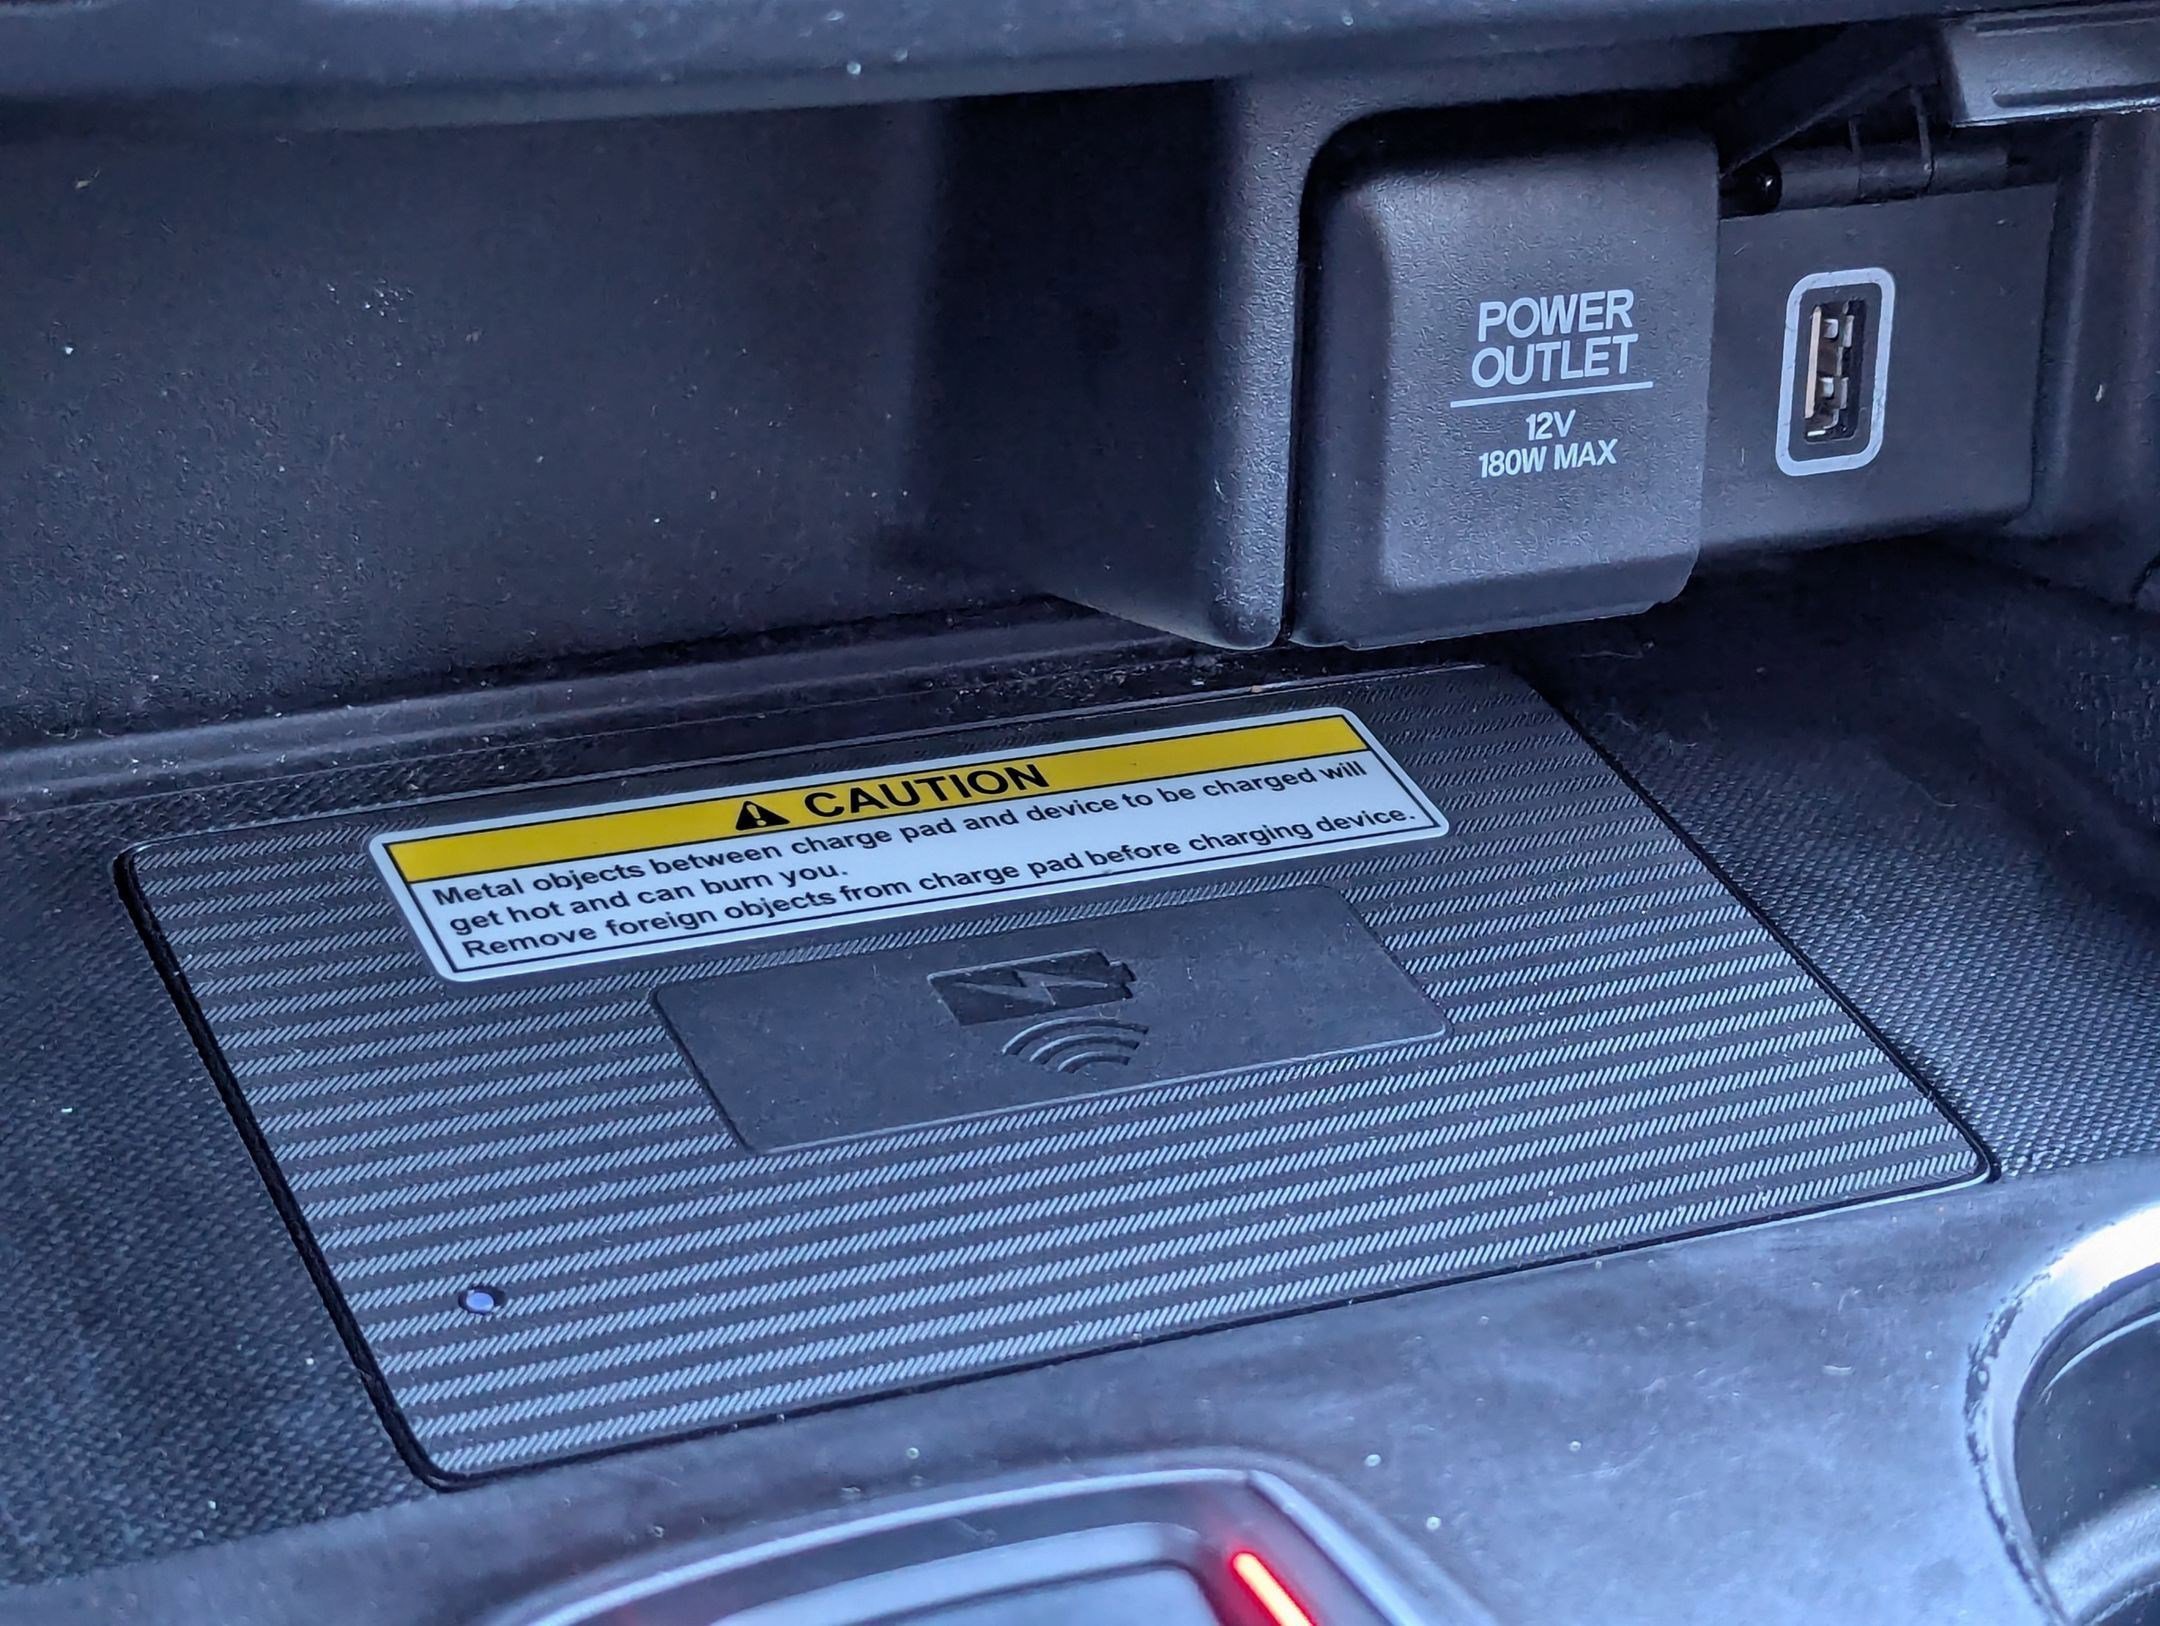 POWER
OUTLET
12V
180W MAX
CAUTION
Metal objects between charge pad and device to be charged will
get hot and can burn you.
Remove foreign objects from charge pad before charging device.